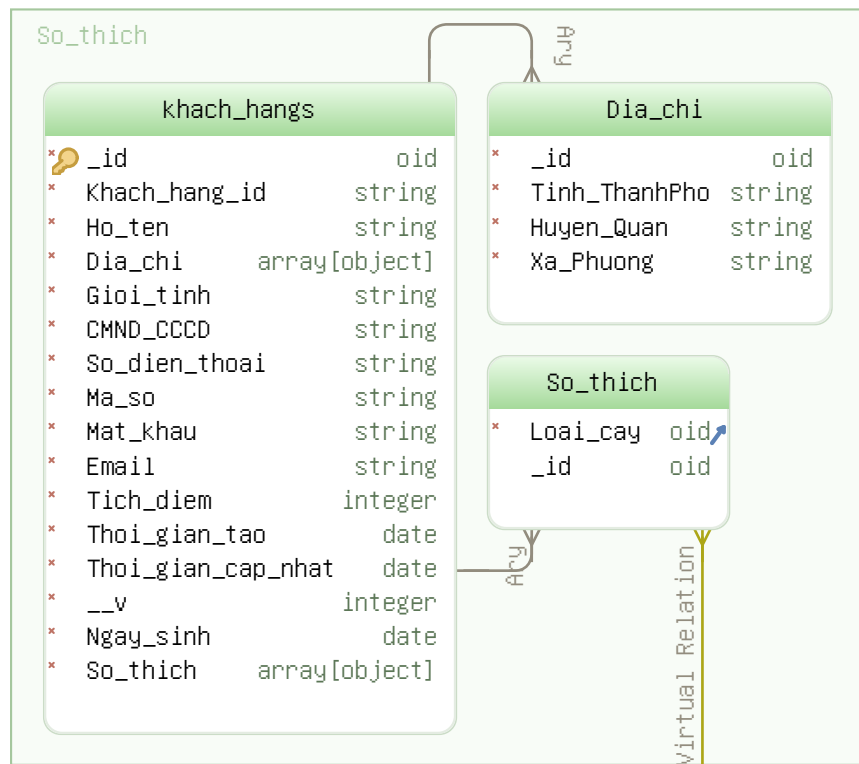 So_thich
Ary
khach_hangs
_id oid
Khach_hang_id string
Ho_ten string
Dia_chi array[object]
Gioi_tinh string
CMND_CCCD string
So_dien_thoai string
Ma_so string
Mat_khau string
Email string
Tich_diem integer
Thoi_gian_tao date
Thoi_gian_cap_nhat date
__v integer
Ngay_sinh date
So_thich array[object]
Dia_chi
_id oid
Tinh_ThanhPho string
Huyen_Quan string
Xa_Phuong string
So_thich
Loai_cay oid
_id oid
Ary
Virtual Relation